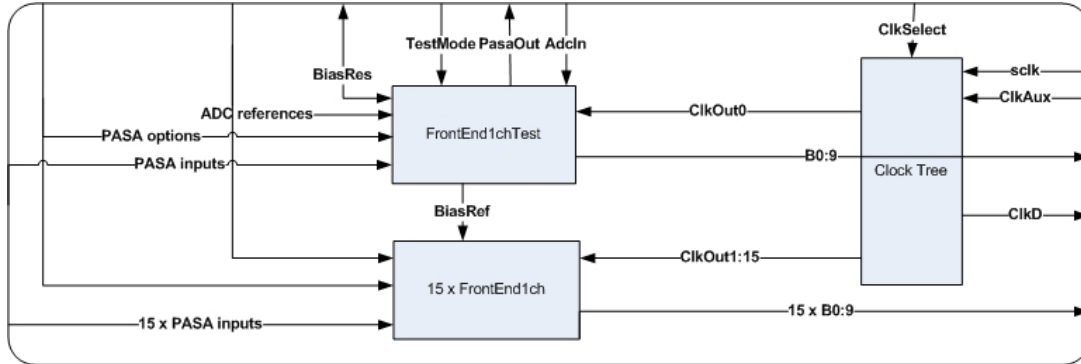 ClkSelect
TestMode PasaOut AdcIn
BiasRes
sclk
ClkAux
ADC references
ClkOut0
PASA options
FrontEnd1chTest
PASA inputs
B0:9
Clock Tree
BiasRef
ClkD
ClkOut1:15
15 x FrontEnd1ch
15 x B0:9
15 x PASA inputs